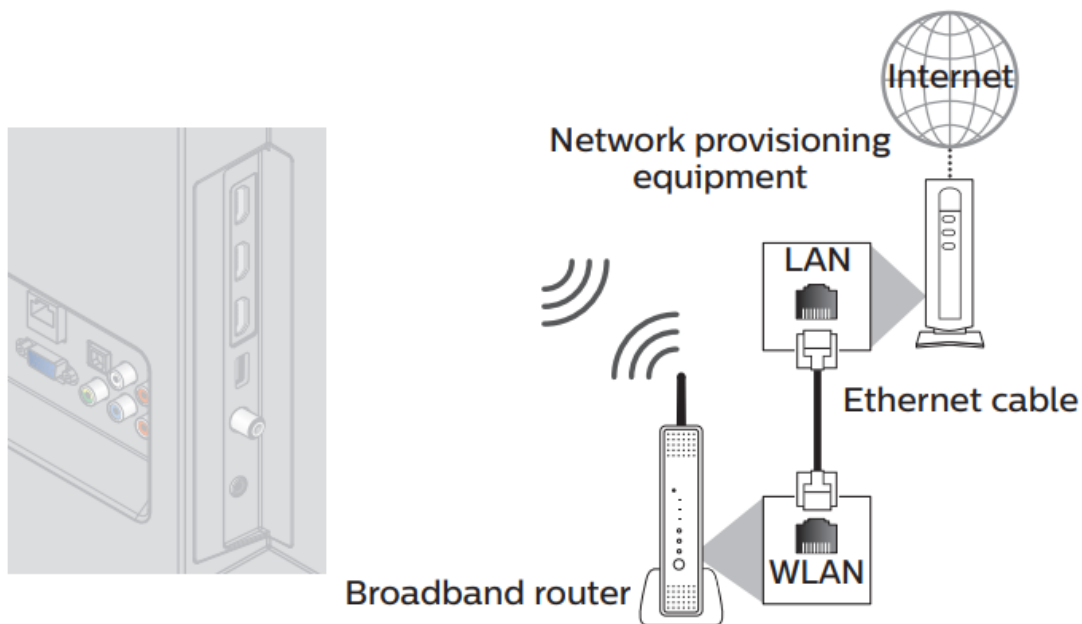 Internet
Network provisioning
equipment
LAN
Ethernet cable
WLAN
Broadband router